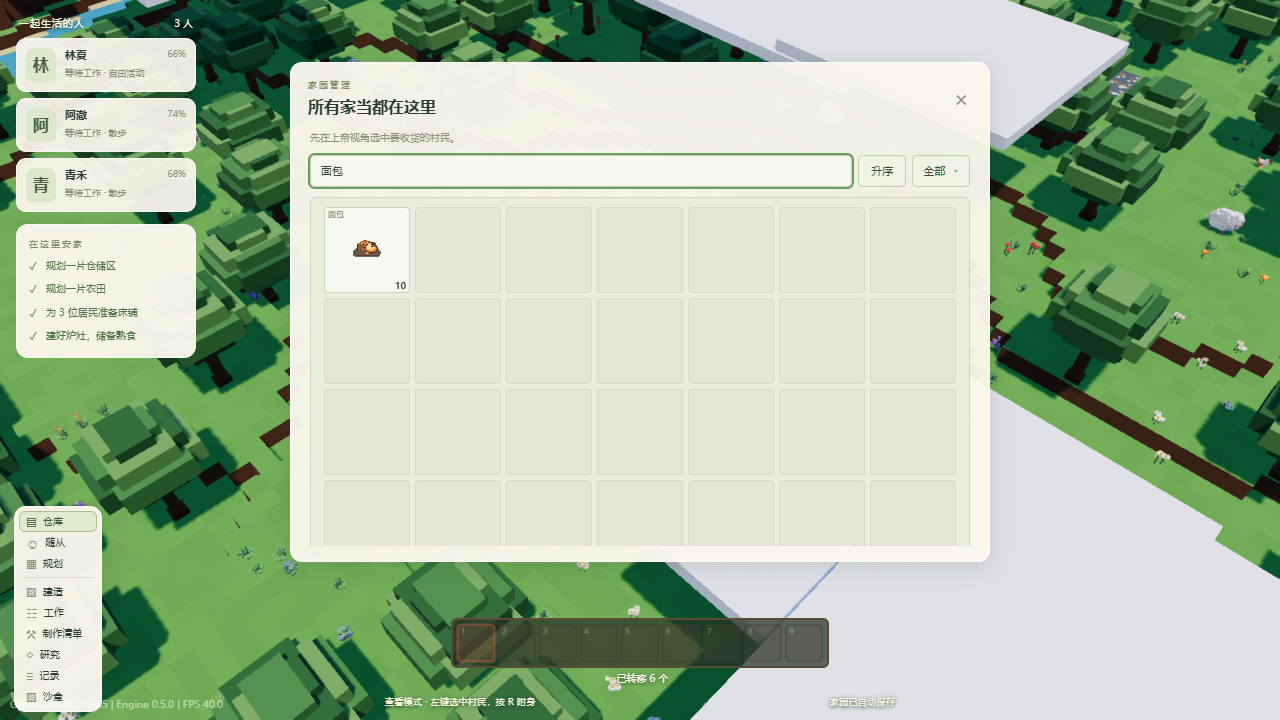 一起生活的人 3 人
林 林夏 66%
等待工作 · 自由活动
阿 阿澈 74%
等待工作 · 散步
青 青禾 68%
等待工作 · 散步
在这里安家
✓ 规划一片仓储区
✓ 规划一片农田
✓ 为 3 位居民准备床铺
✓ 建好炉灶，储备熟食
家园管理
所有家当都在这里
×
先在上帝视角选中要收货的村民。
面包
升序
全部
面包
10
仓库
随从
规划
建造
工作
制作清单
研究
记录
沙盒
1 2 3 4 5 6 7 8 9
已转移 6 个
| Engine 0.5.0 | FPS 40.0
查看模式 · 左键选中村民，按 R 附身
家园已自动保存